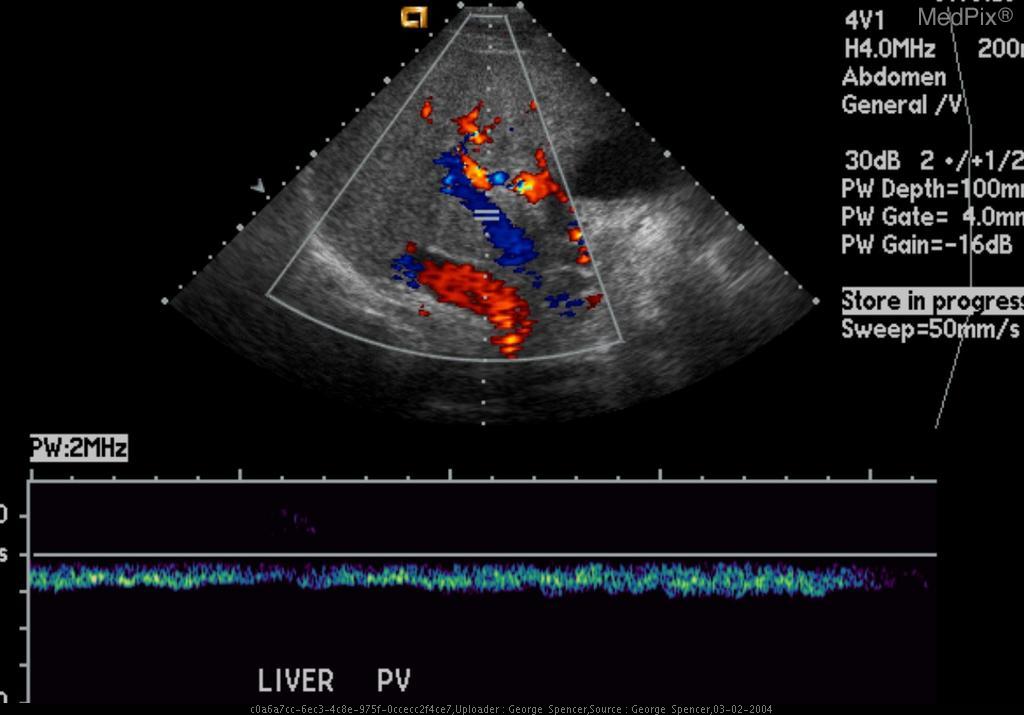 4V1
MedPix®
H4.0MHz 200
Abdomen
General /V
30dB 2 •/+1/2
PW Depth=100mm
PW Gate= 4.0mm
PW Gain=-16dB
Store in progress
Sweep=50mm/s
PW:2MHz
LIVER PV
c0a6a7cc-6ec3-4c8e-975f-0ccecc2f4ce7,Uploader : George Spencer,Source : George Spencer,03-02-2004